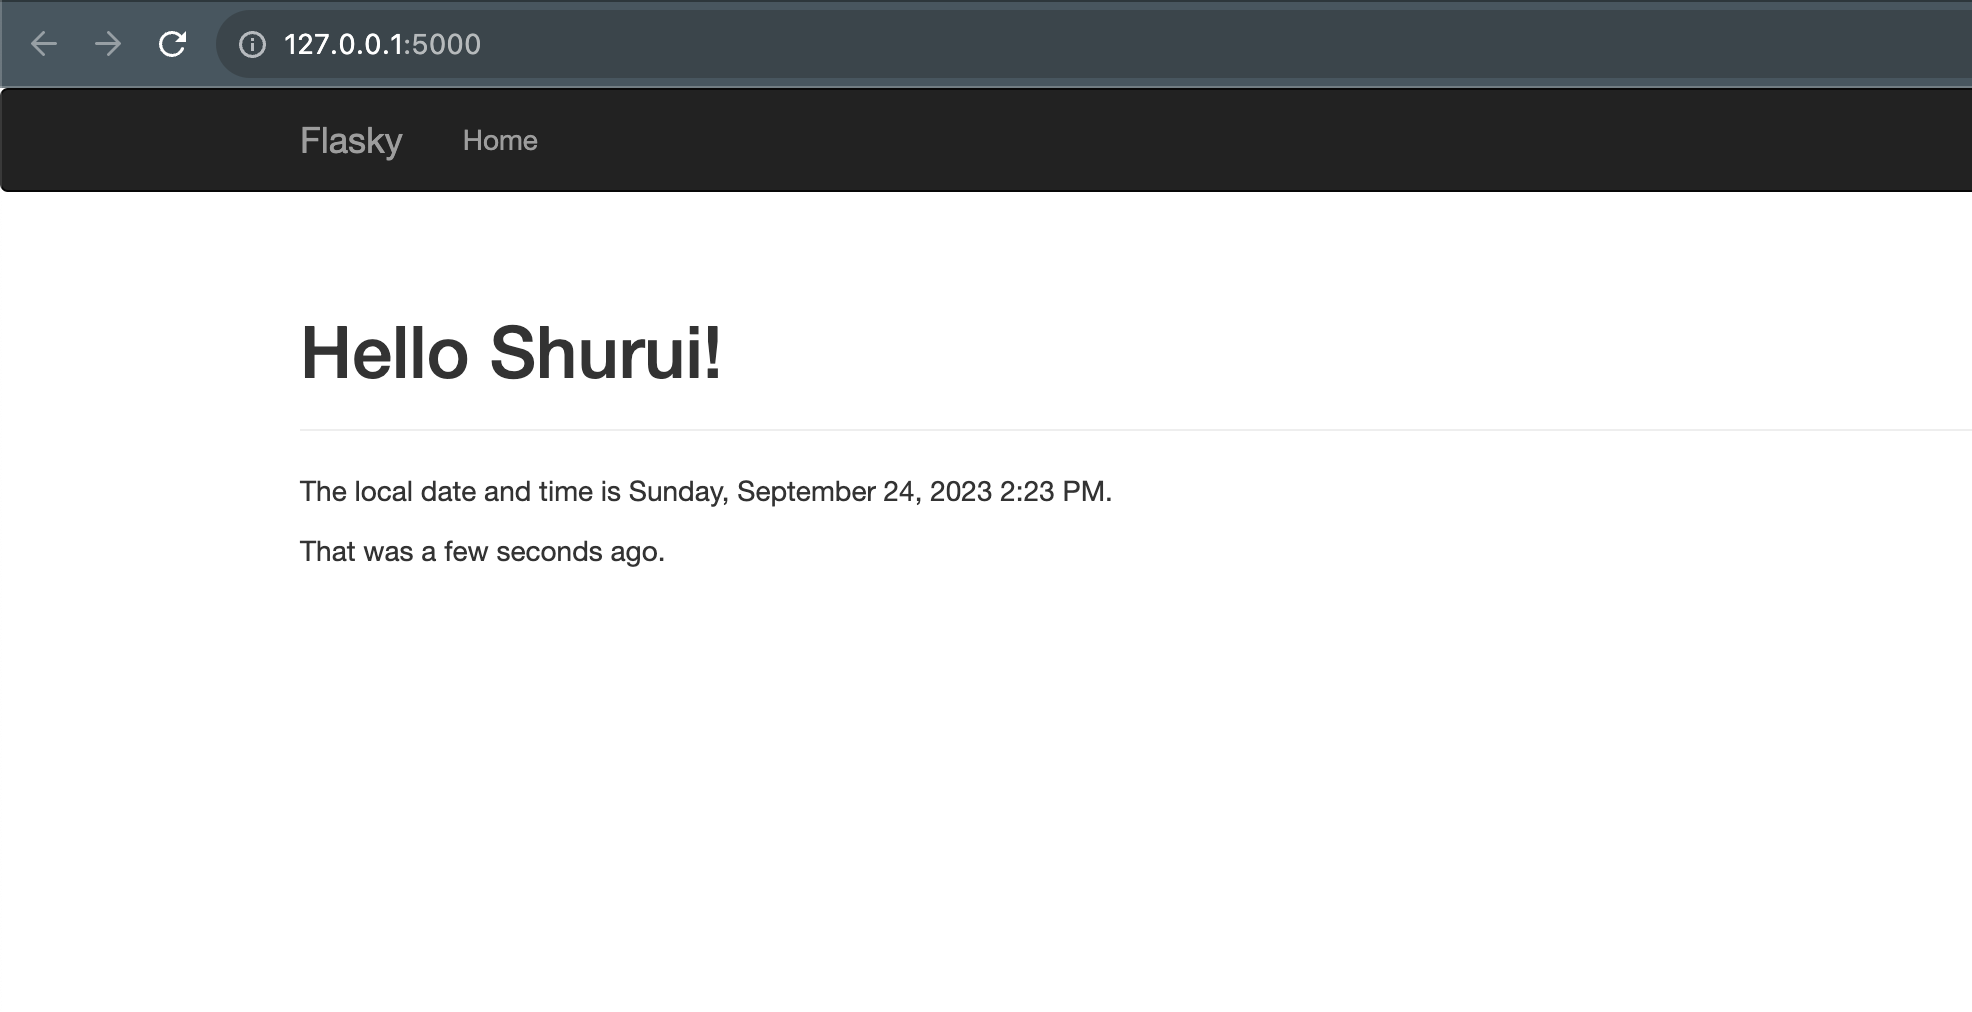 127.0.0.1:5000
Flasky Home
Hello Shurui!
The local date and time is Sunday, September 24, 2023 2:23 PM.
That was a few seconds ago.